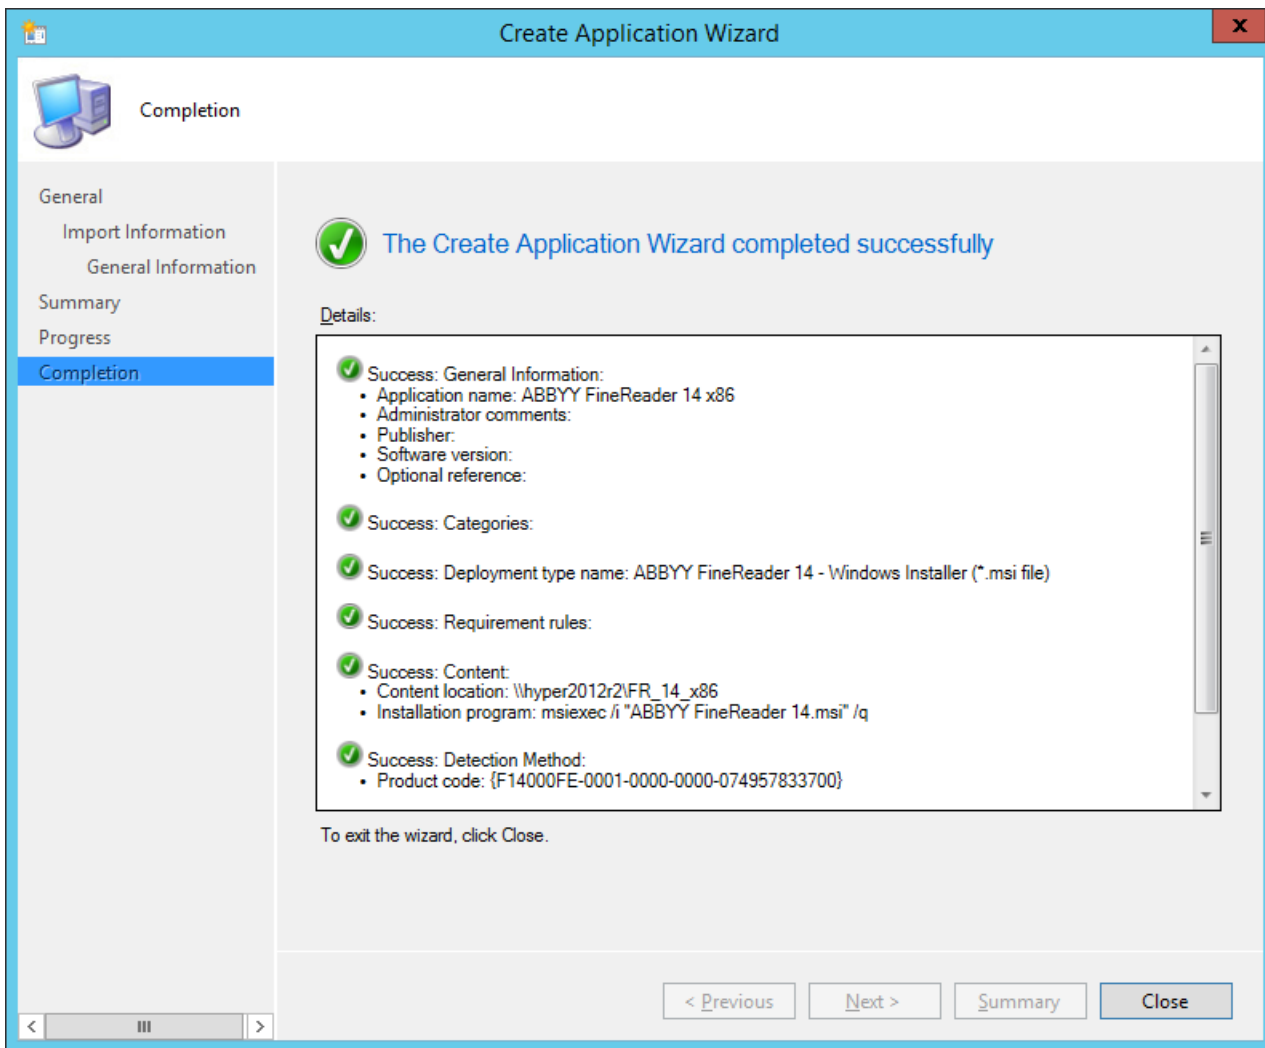 Create Application Wizard
x
Completion
General
Import Information
General Information
Summary
Progress
Completion
The Create Application Wizard completed successfully
Details:
Success: General Information:
• Application name: ABBYY FineReader 14 x86
• Administrator comments:
• Publisher:
• Software version:
• Optional reference:
Success: Categories:
Success: Deployment type name: ABBYY FineReader 14 - Windows Installer (*.msi file)
Success: Requirement rules:
Success: Content:
• Content location: \\hyper2012r2\FR_14_x86
• Installation program: msiexec /i "ABBYY FineReader 14.msi" /q
Success: Detection Method:
• Product code: {F14000FE-0001-0000-0000-074957833700}
To exit the wizard, click Close.
< Previous
Next >
Summary
Close